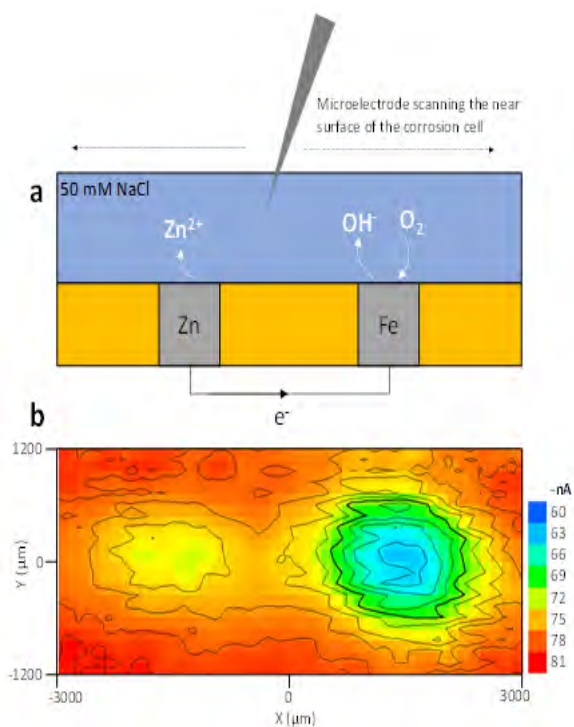 Microelectrode scanning the near
surface of the corrosion cell
a
50 mM NaCl
Zn²⁺
OH⁻
O₂
Zn
Fe
e⁻
b
1200
0
-1200
Y (µm)
-3000
0
3000
X (µm)
-nA
60
63
66
69
72
75
78
81